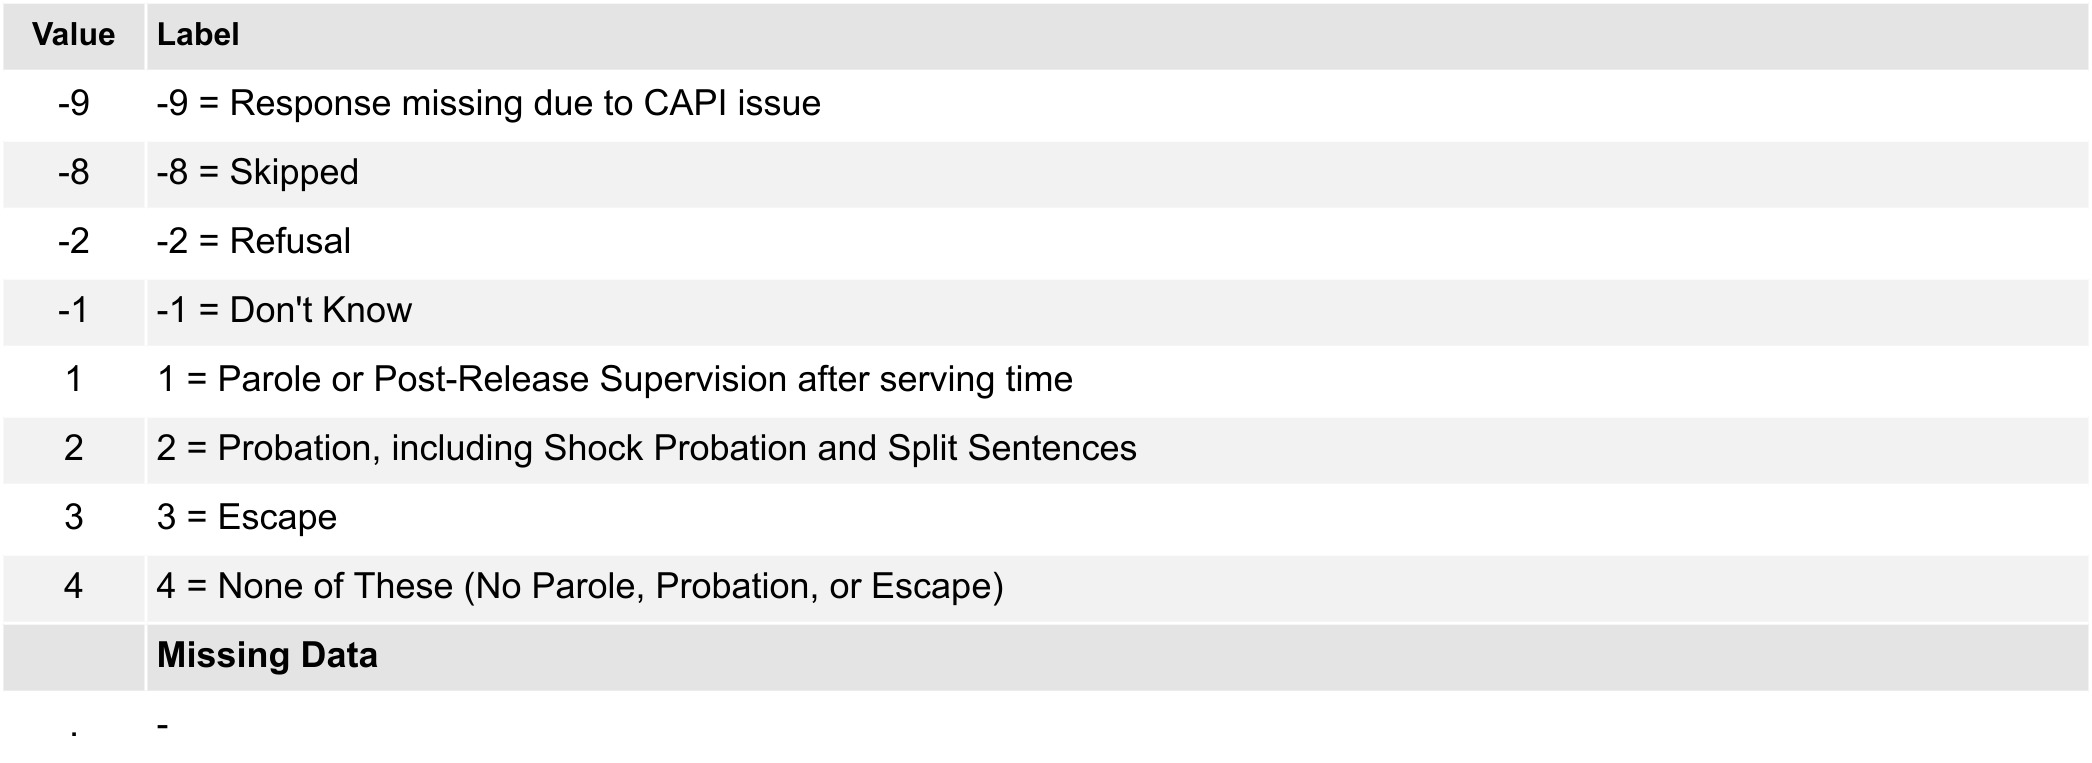 Value Label
-9 -9 = Response missing due to CAPI issue
-8 -8 = Skipped
-2 -2 = Refusal
-1 -1 = Don't Know
1 1 = Parole or Post-Release Supervision after serving time
2 2 = Probation, including Shock Probation and Split Sentences
3 3 = Escape
4 4 = None of These (No Parole, Probation, or Escape)
Missing Data
. -